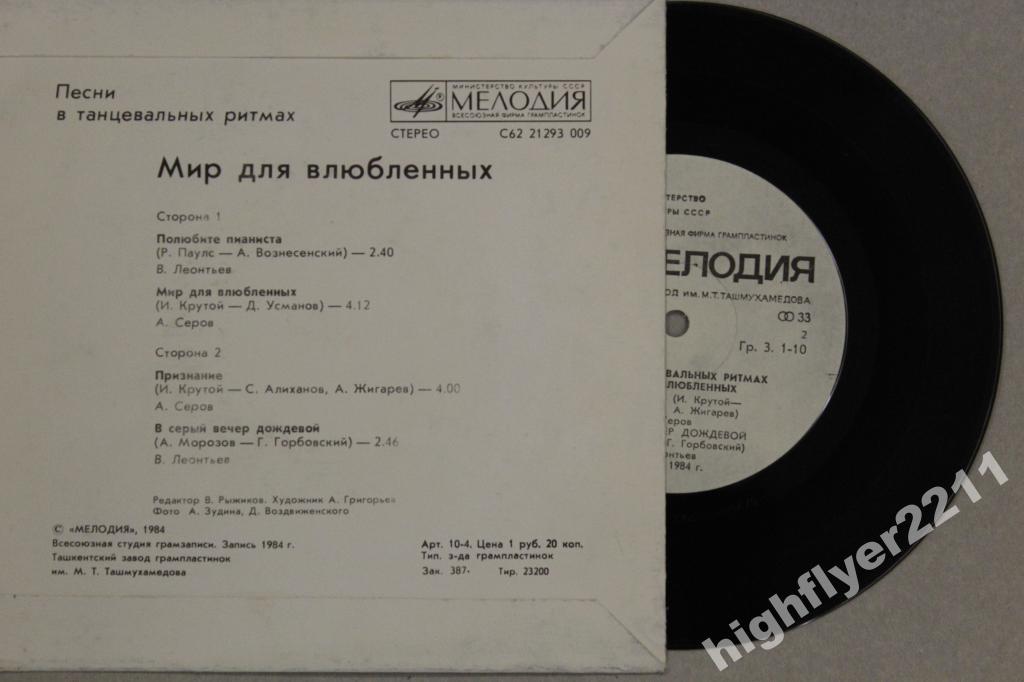 Песни
в танцевальных ритмах
МИНИСТЕРСТВО КУЛЬТУРЫ СССР
МЕЛОДИЯ
ВСЕСОЮЗНАЯ ФИРМА ГРАМПЛАСТИНОК
СТЕРЕО С62 21293 009
Мир для влюбленных
Сторона 1
Полюбите пианиста
(Р. Паулс — А. Вознесенский) — 2.40
В. Леонтьев
Мир для влюбленных
(И. Крутой — Д. Усманов) — 4.12
А. Серов
Сторона 2
Признание
(И. Крутой — С. Алиханов, А. Жигарев) — 4.00
А. Серов
В серый вечер дождевой
(А. Морозов — Г. Горбовский) — 2.46
В. Леонтьев
Редактор В. Рыжиков. Художник А. Григорьев
Фото А. Зудина, Д. Воздвиженского
© «МЕЛОДИЯ», 1984
Всесоюзная студия грамзаписи. Запись 1984 г.
Ташкентский завод грампластинок
им. М. Т. Ташмухамедова
Арт. 10-4. Цена 1 руб. 20 коп.
Тип. з-да грампластинок
Зак. 387- Тир. 23200
ТЕРСТВО
РЫ СССР
ЗНАЯ ФИРМА ГРАМПЛАСТИНОК
ЕЛОДИЯ
ОД ИМ. М.Т. ТАШМУХАМЕДОВА
33
2
Гр. 3. 1-10
ВАЛЬНЫХ РИТМАХ
ЛЮБЛЕННЫХ
(И. Крутой—
А. Жигарев)
еров
ЕР ДОЖДЕВОЙ
Г. Горбовский)
онтьев
1984 г.
highflyer2211